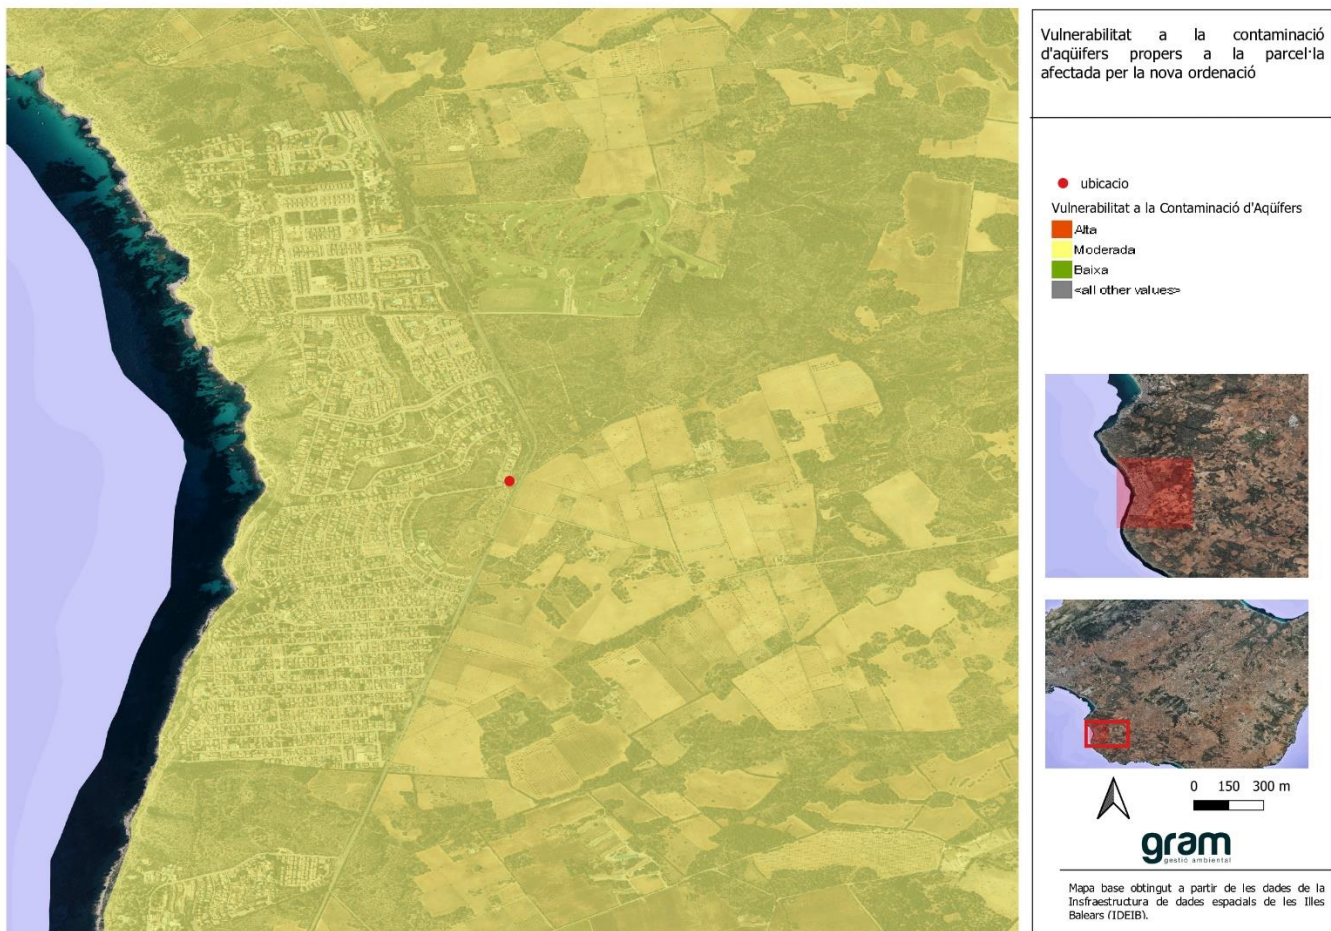 Vulnerabilitat a la contaminació
d'aqüífers propers a la parcel·la
afectada per la nova ordenació
ubicacio
Vulnerabilitat a la Contaminació d'Aqüífers
Alta
Moderada
Baixa
<all other values>
0 150 300 m
gram
gestió ambiental
Mapa base obtingut a partir de les dades de la
Insfraestructura de dades espacials de les Illes
Balears (IDEIB).